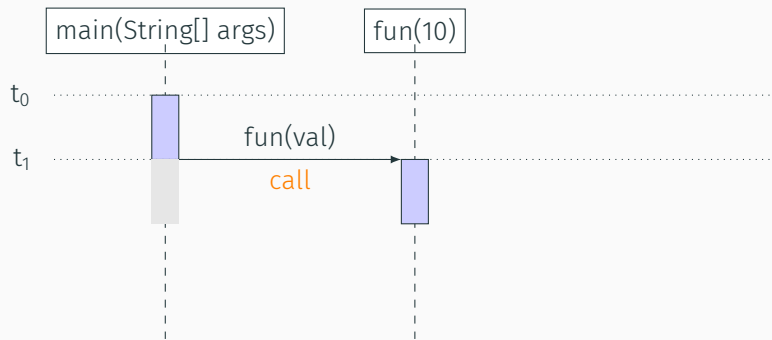 main(String[] args)
fun(10)
t₀
fun(val)
t₁
call